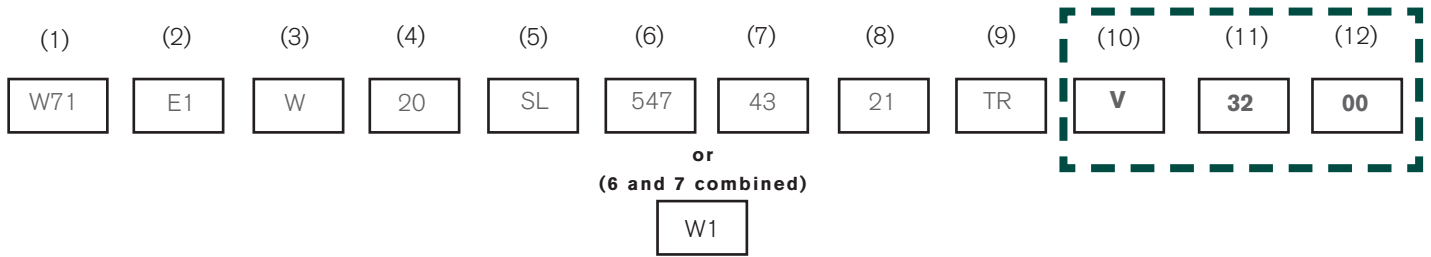 (1) (2) (3) (4) (5) (6) (7) (8) (9) (10) (11) (12)
W71 E1 W 20 SL 547 43 21 TR V 32 00
or
(6 and 7 combined)
W1